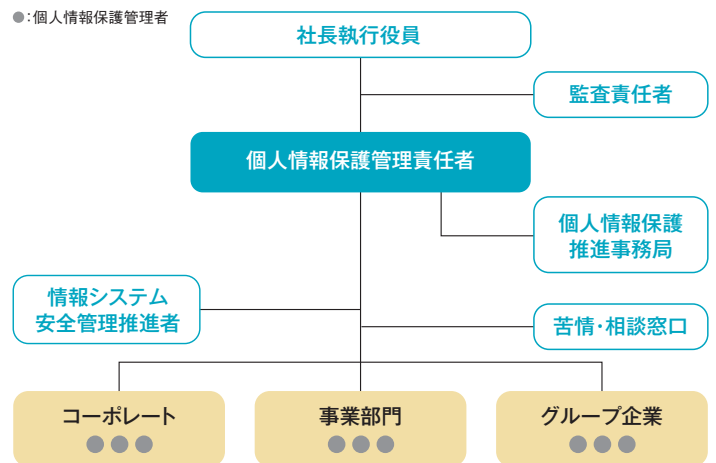 ●:個人情報保護管理者
社長執行役員
監査責任者
個人情報保護管理責任者
個人情報保護
推進事務局
情報システム
安全管理推進者
苦情・相談窓口
コーポレート
事業部門
グループ企業